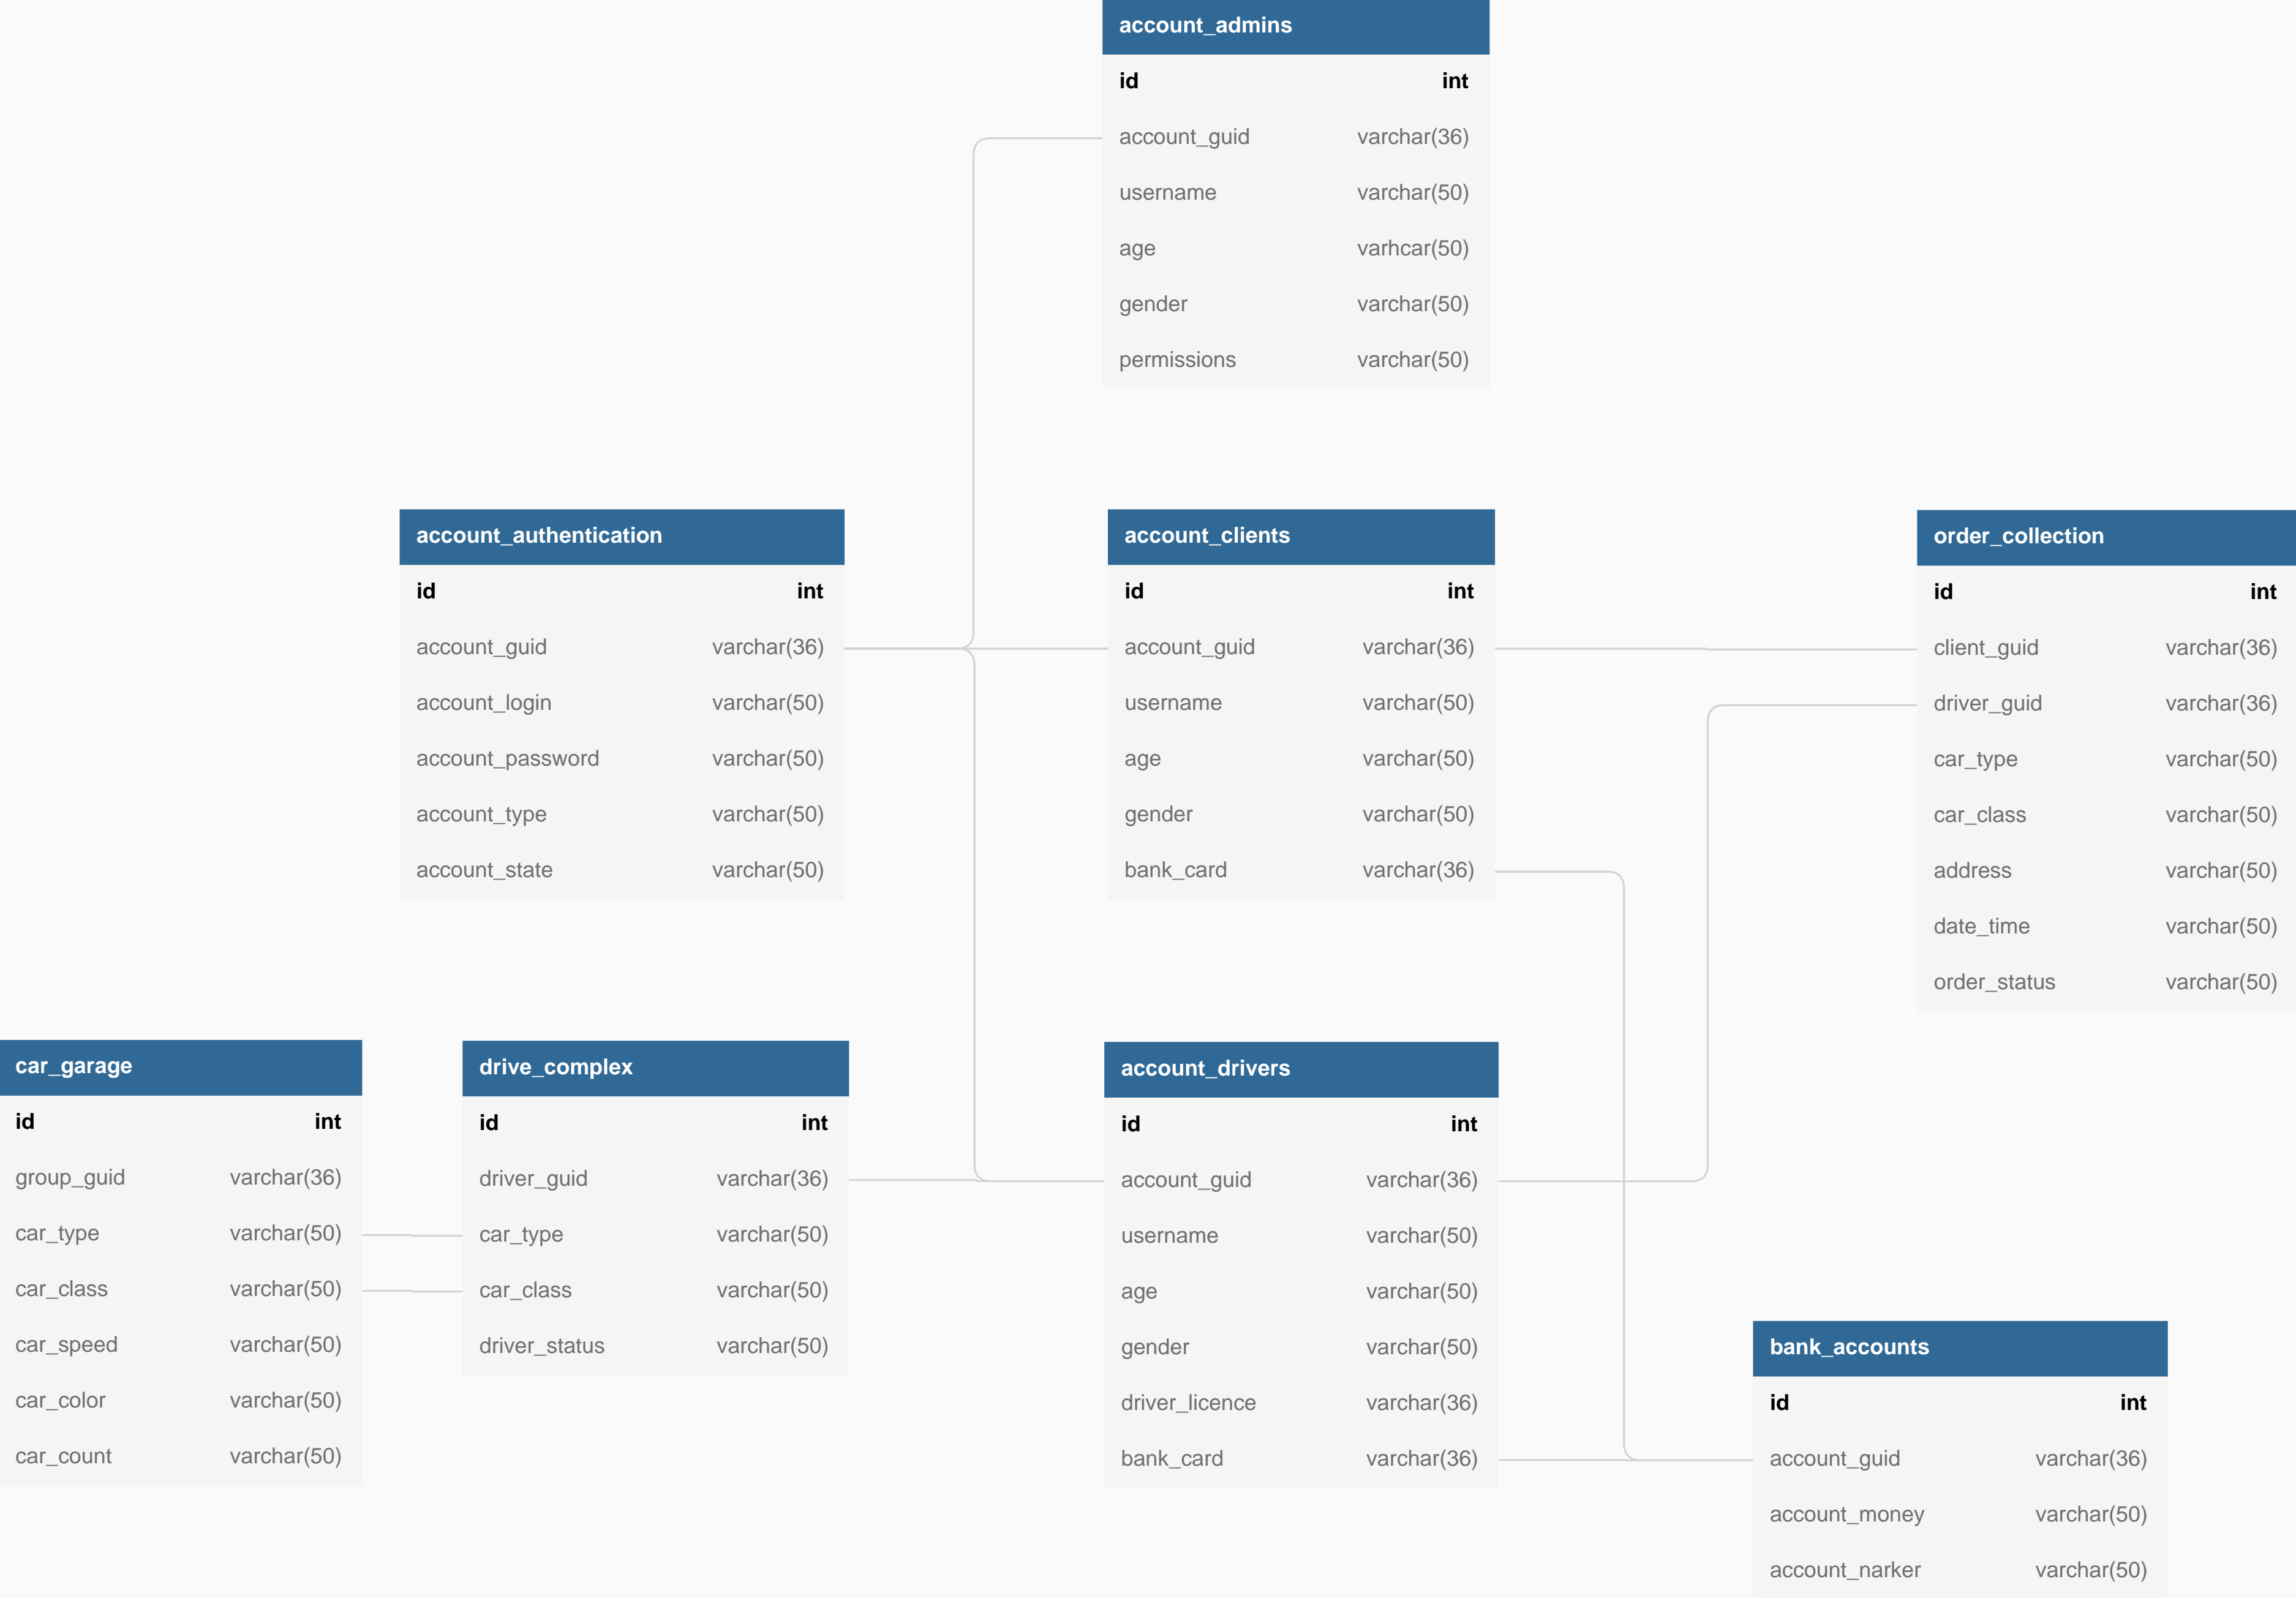 account_admins
id int
account_guid varchar(36)
username varchar(50)
age varhcar(50)
gender varchar(50)
permissions varchar(50)
account_authentication
id int
account_guid varchar(36)
account_login varchar(50)
account_password varchar(50)
account_type varchar(50)
account_state varchar(50)
account_clients
id int
account_guid varchar(36)
username varchar(50)
age varchar(50)
gender varchar(50)
bank_card varchar(36)
order_collection
id int
client_guid varchar(36)
driver_guid varchar(36)
car_type varchar(50)
car_class varchar(50)
address varchar(50)
date_time varchar(50)
order_status varchar(50)
car_garage
id int
group_guid varchar(36)
car_type varchar(50)
car_class varchar(50)
car_speed varchar(50)
car_color varchar(50)
car_count varchar(50)
drive_complex
id int
driver_guid varchar(36)
car_type varchar(50)
car_class varchar(50)
driver_status varchar(50)
account_drivers
id int
account_guid varchar(36)
username varchar(50)
age varchar(50)
gender varchar(50)
driver_licence varchar(36)
bank_card varchar(36)
bank_accounts
id int
account_guid varchar(36)
account_money varchar(50)
account_narker varchar(50)